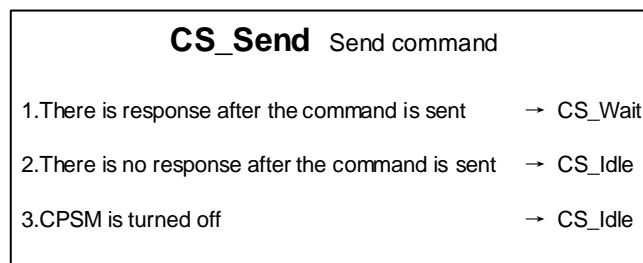 CS_Send Send command
1.There is response after the command is sent → CS_Wait
2.There is no response after the command is sent → CS_Idle
3.CPSM is turned off → CS_Idle